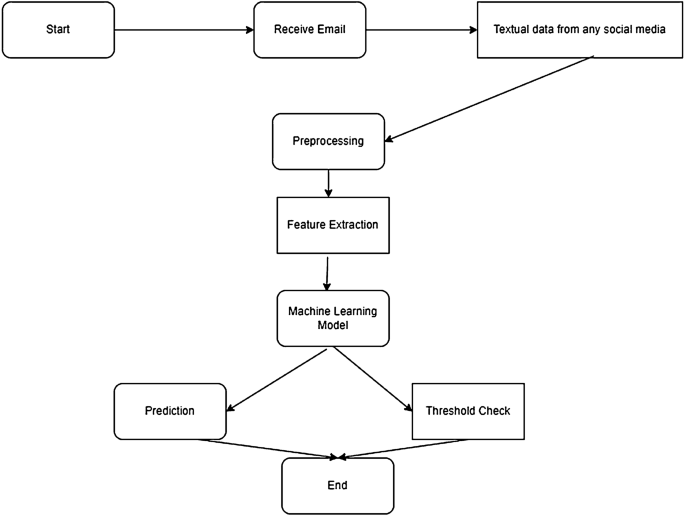 Start
Receive Email
Textual data from any social media
Preprocessing
Feature Extraction
Machine Learning
Model
Prediction
Threshold Check
End